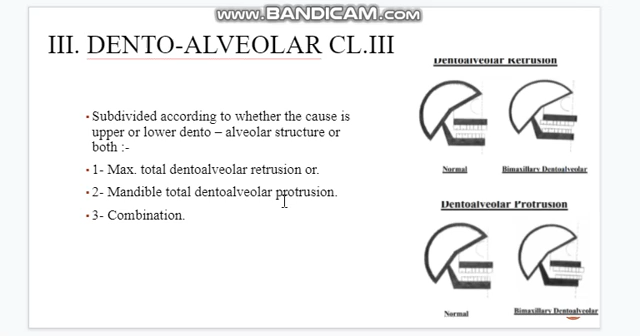 www.BANDICAM.com
III. DENTO-ALVEOLAR CL.III
Dentoalveolar Retrusion
• Subdivided according to whether the cause is
upper or lower dento – alveolar structure or
both :-
• 1- Max. total dentoalveolar retrusion or.
• 2- Mandible total dentoalveolar protrusion.
• 3- Combination.
Normal
Bimaxillary Dentoalveolar
Dentoalveolar Protrusion
Normal
Bimaxillary Dentoalveolar